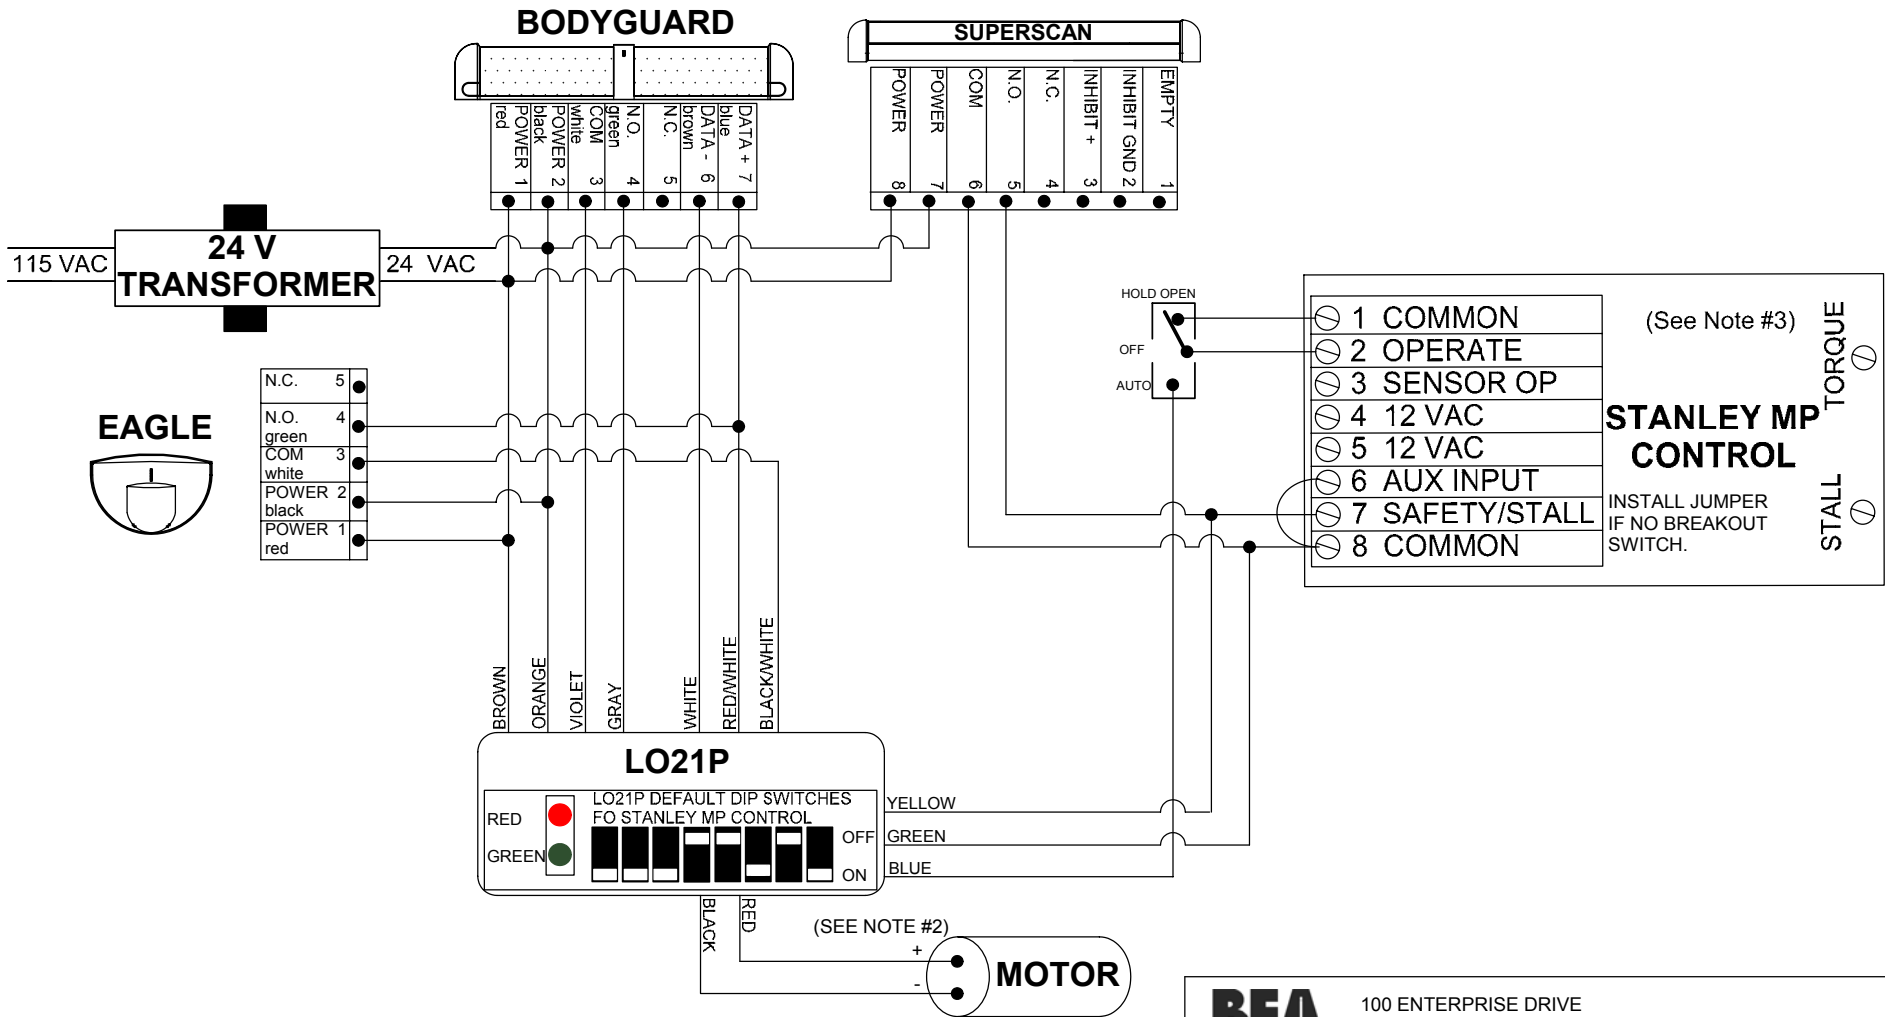 BODYGUARD
SUPERSCAN
POWER 1
red
POWER 2
black
COM 3
white
N.O. 4
green
N.C. 5
DATA - 6
brown
DATA + 7
blue
POWER 8
POWER 7
COM 6
N.O. 5
N.C. 4
INHIBIT + 3
INHIBIT GND 2
EMPTY 1
115 VAC
24 V
TRANSFORMER
24 VAC
EAGLE
N.C. 5
N.O. 4
green
COM 3
white
POWER 2
black
POWER 1
red
HOLD OPEN
OFF
AUTO
1 COMMON
2 OPERATE
3 SENSOR OP
4 12 VAC
5 12 VAC
6 AUX INPUT
7 SAFETY/STALL
8 COMMON
(See Note #3)
STANLEY MP
CONTROL
INSTALL JUMPER
IF NO BREAKOUT
SWITCH.
TORQUE
STALL
BROWN
ORANGE
VIOLET
GRAY
WHITE
RED/WHITE
BLACK/WHITE
LO21P
RED
GREEN
LO21P DEFAULT DIP SWITCHES
FO STANLEY MP CONTROL
OFF
ON
YELLOW
GREEN
BLUE
BLACK
RED
(SEE NOTE #2)
+
-
MOTOR
BEA
100 ENTERPRISE DRIVE